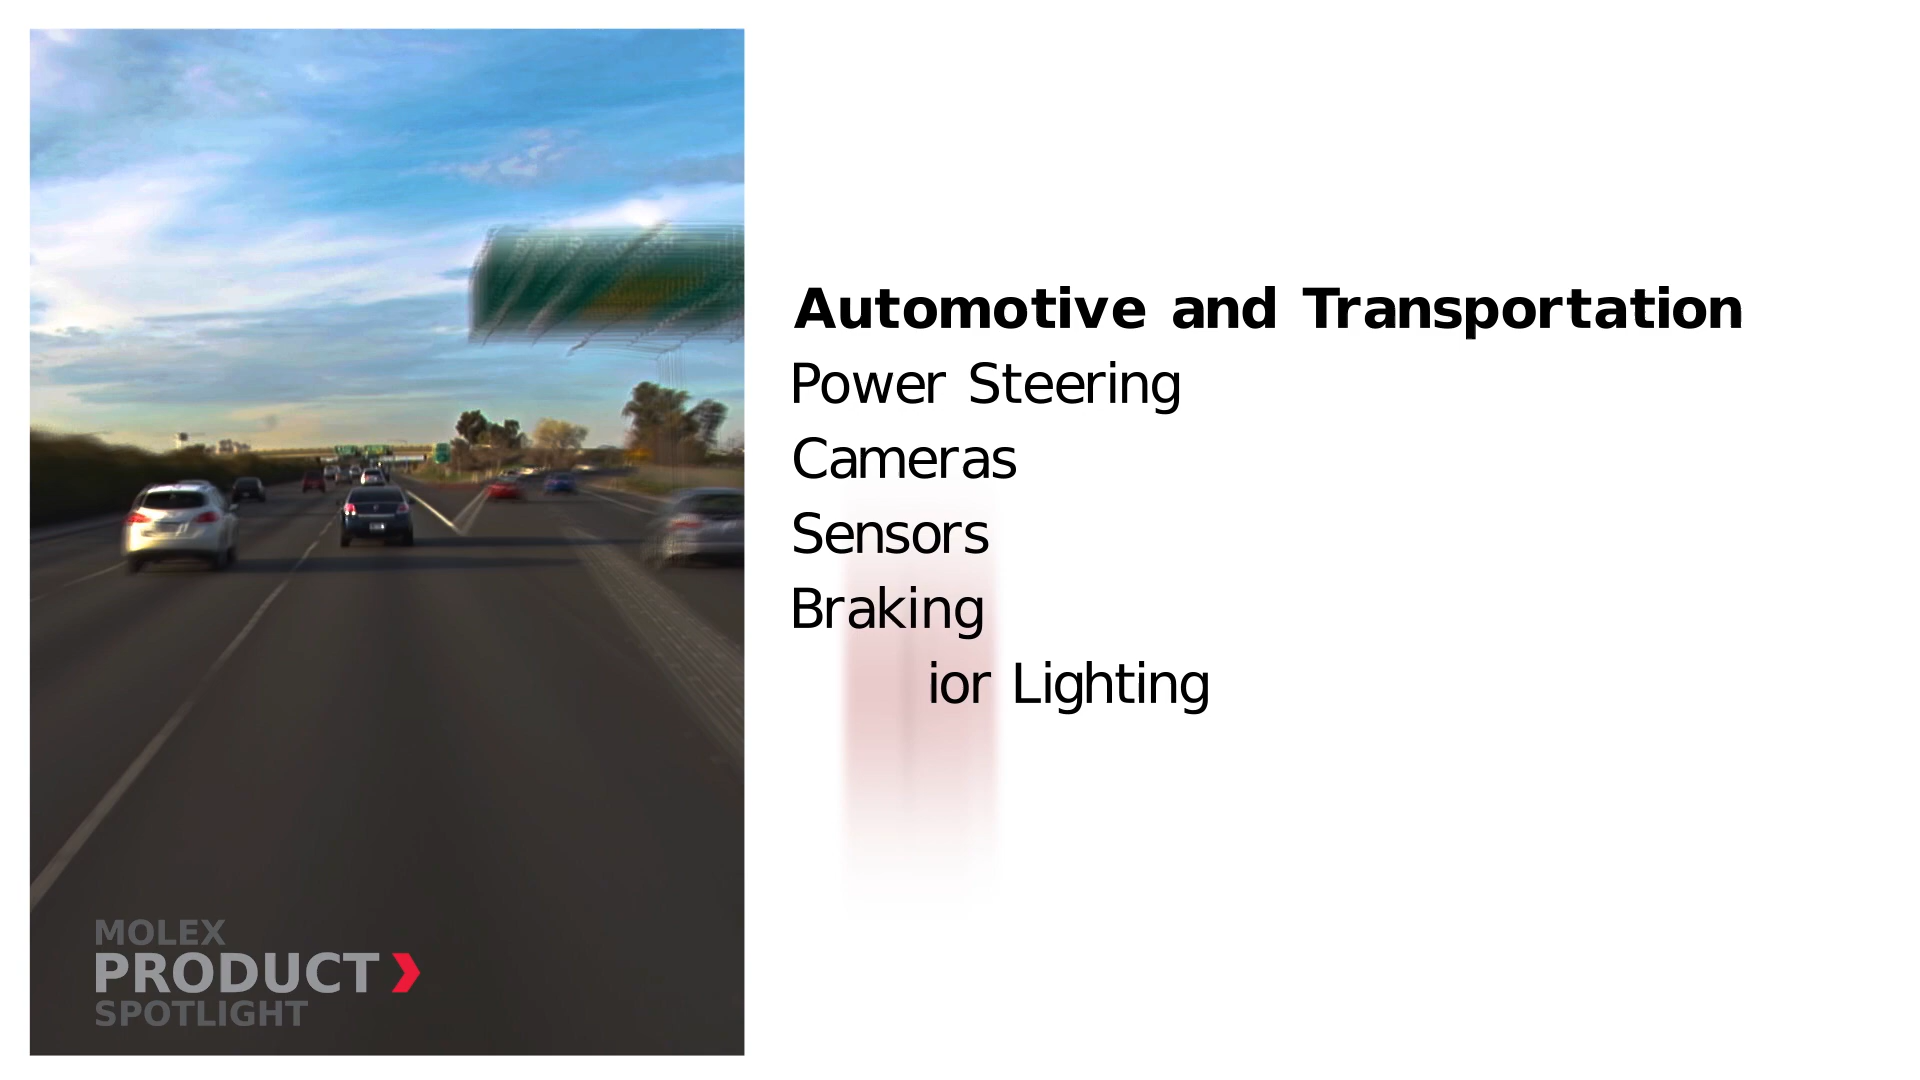 Automotive and Transportation
Power Steering
Cameras
Sensors
Braking
ior Lighting
MOLEX
PRODUCT
SPOTLIGHT